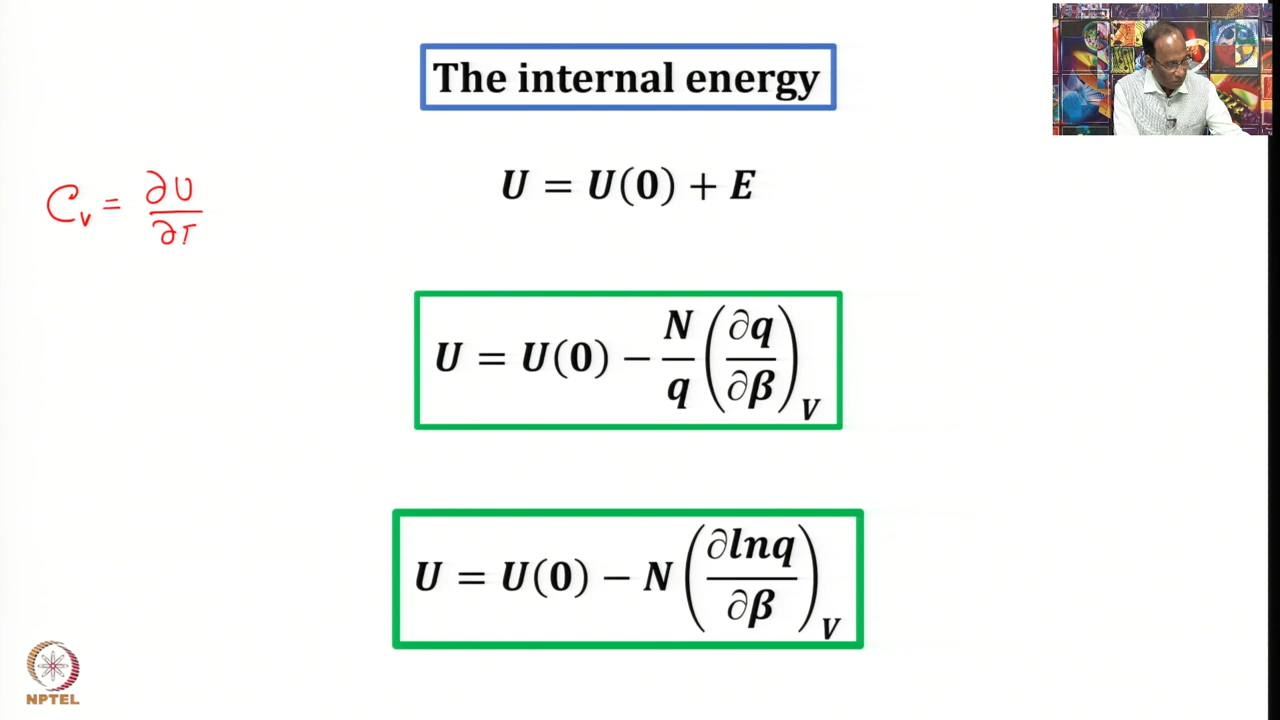 The internal energy
U = U(0) + E
C_v = ∂U/∂T
U = U(0) − N/q (∂q/∂β)_V
U = U(0) − N (∂lnq/∂β)_V
NPTEL